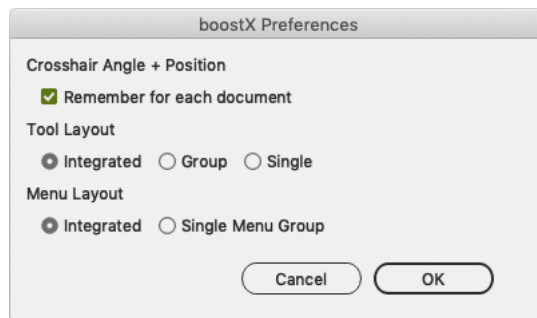 boostX Preferences
Crosshair Angle + Position
Remember for each document
Tool Layout
Integrated Group Single
Menu Layout
Integrated Single Menu Group
Cancel OK